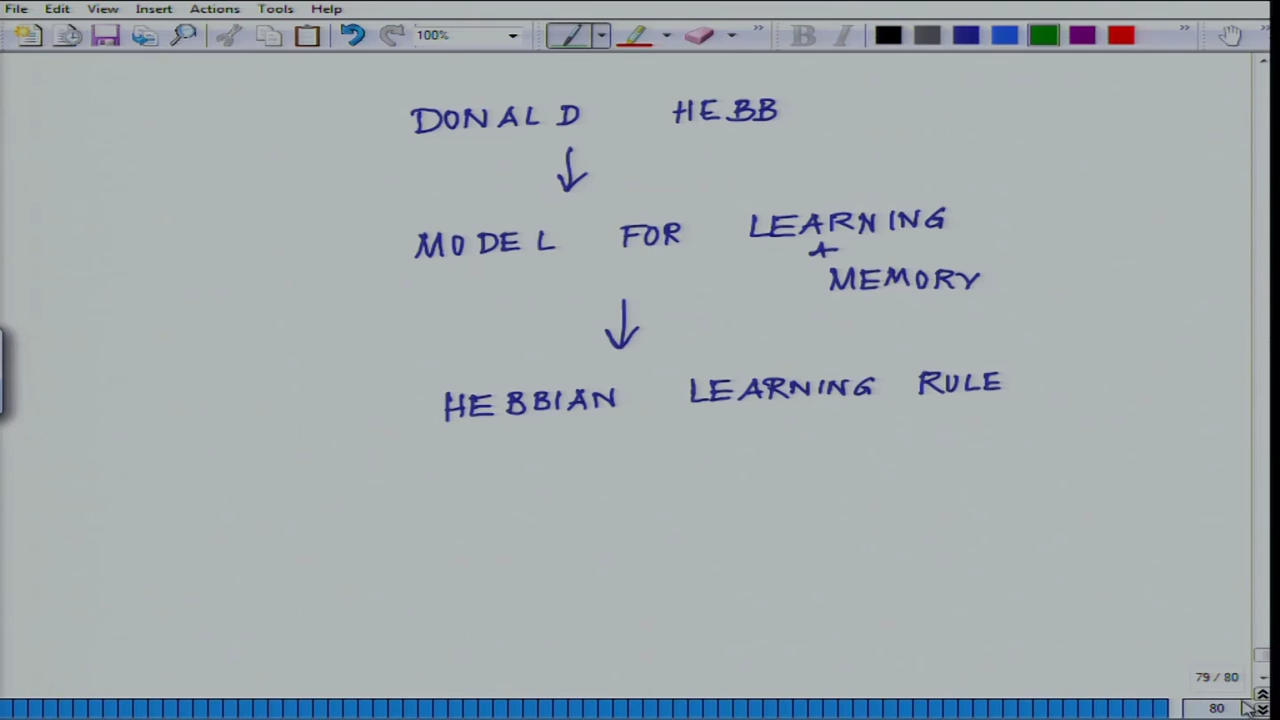 File Edit View Insert Actions Tools Help
100%
B I
DONALD HEBB
↓
MODEL FOR LEARNING
+
MEMORY
↓
HEBBIAN LEARNING RULE
79 / 80
80